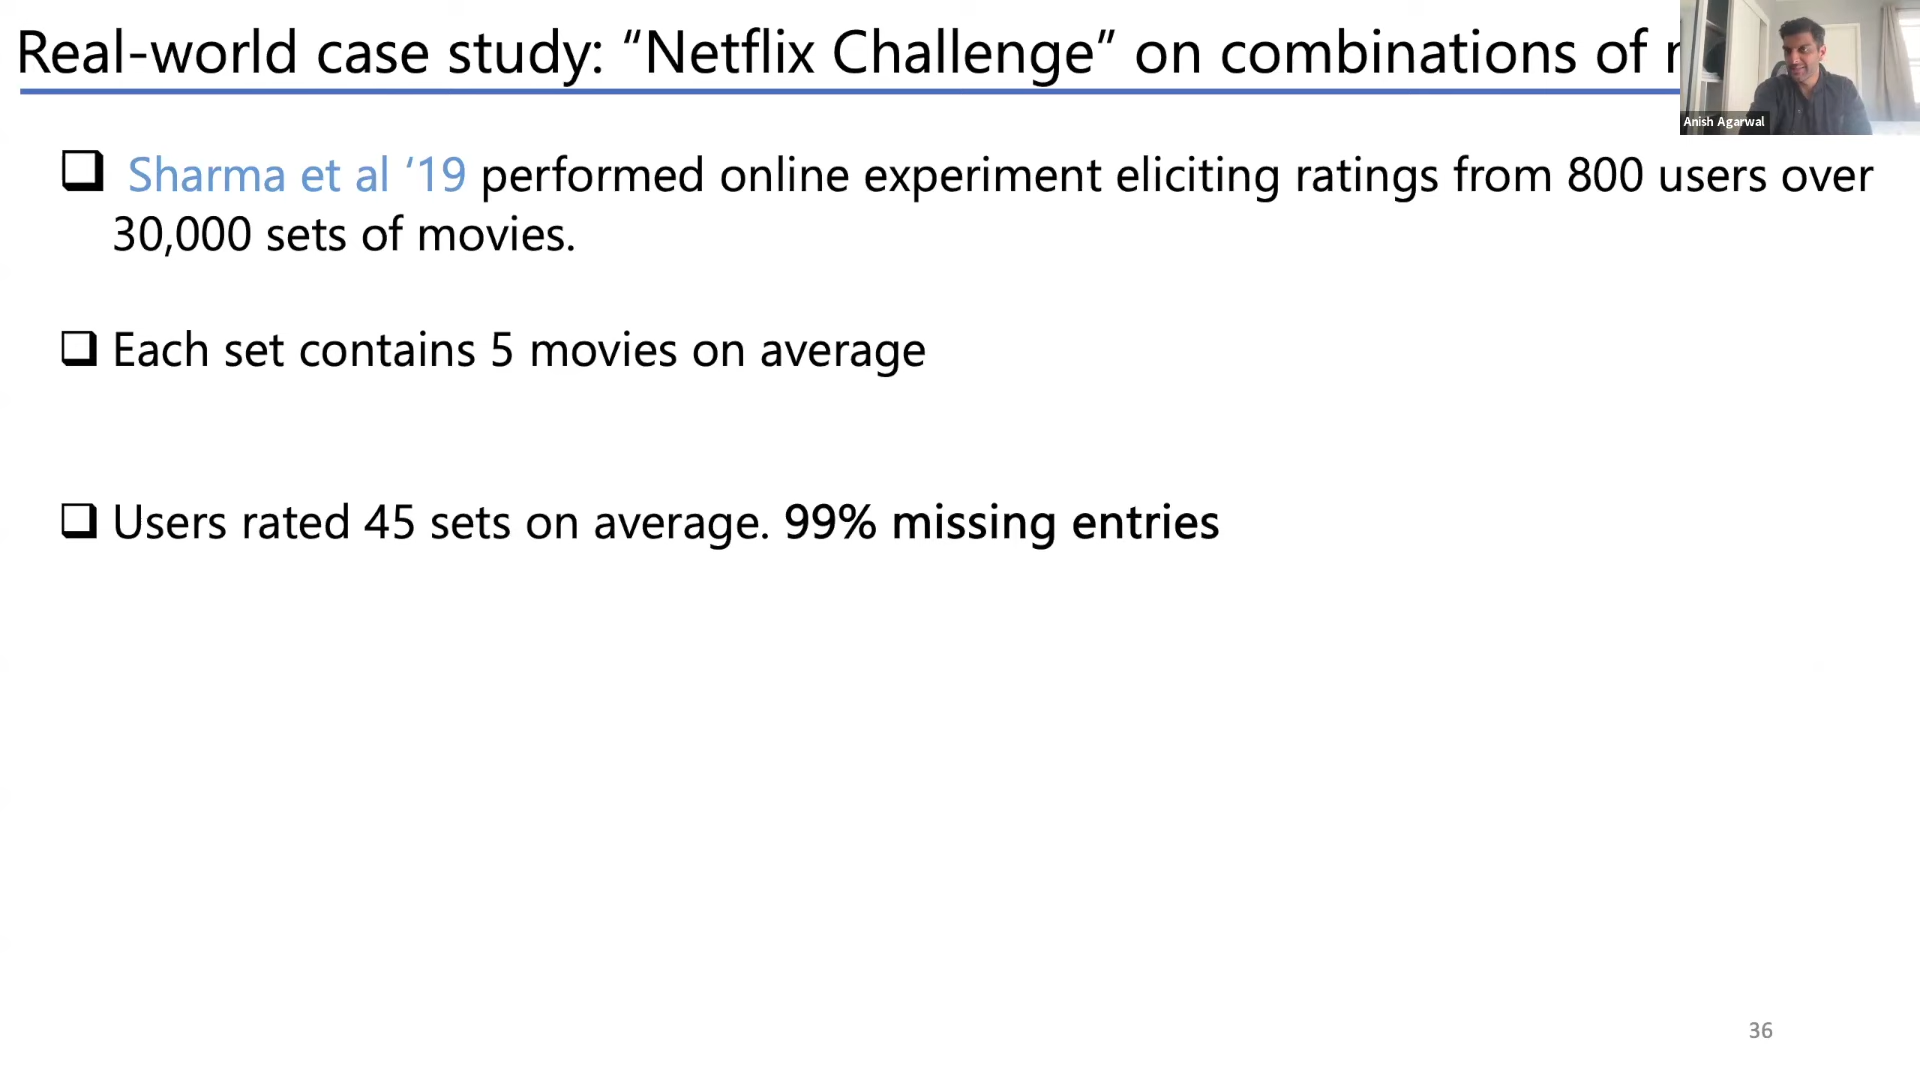 Real-world case study: “Netflix Challenge” on combinations of
Anish Agarwal
❑ Sharma et al ‘19 performed online experiment eliciting ratings from 800 users over
30,000 sets of movies.
❑ Each set contains 5 movies on average
❑ Users rated 45 sets on average. 99% missing entries
36